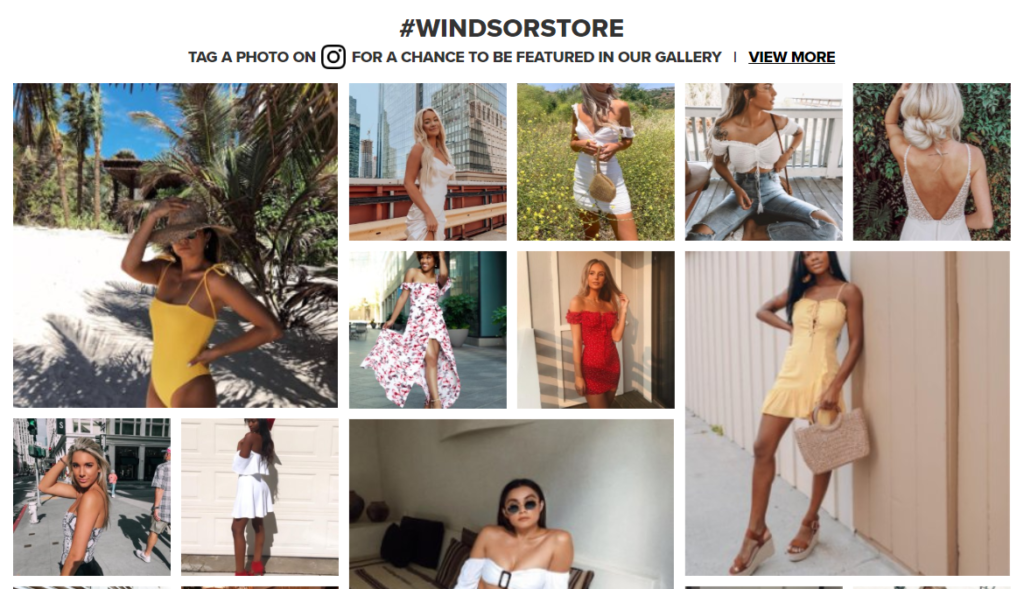 #WINDSORSTORE
TAG A PHOTO ON FOR A CHANCE TO BE FEATURED IN OUR GALLERY | VIEW MORE